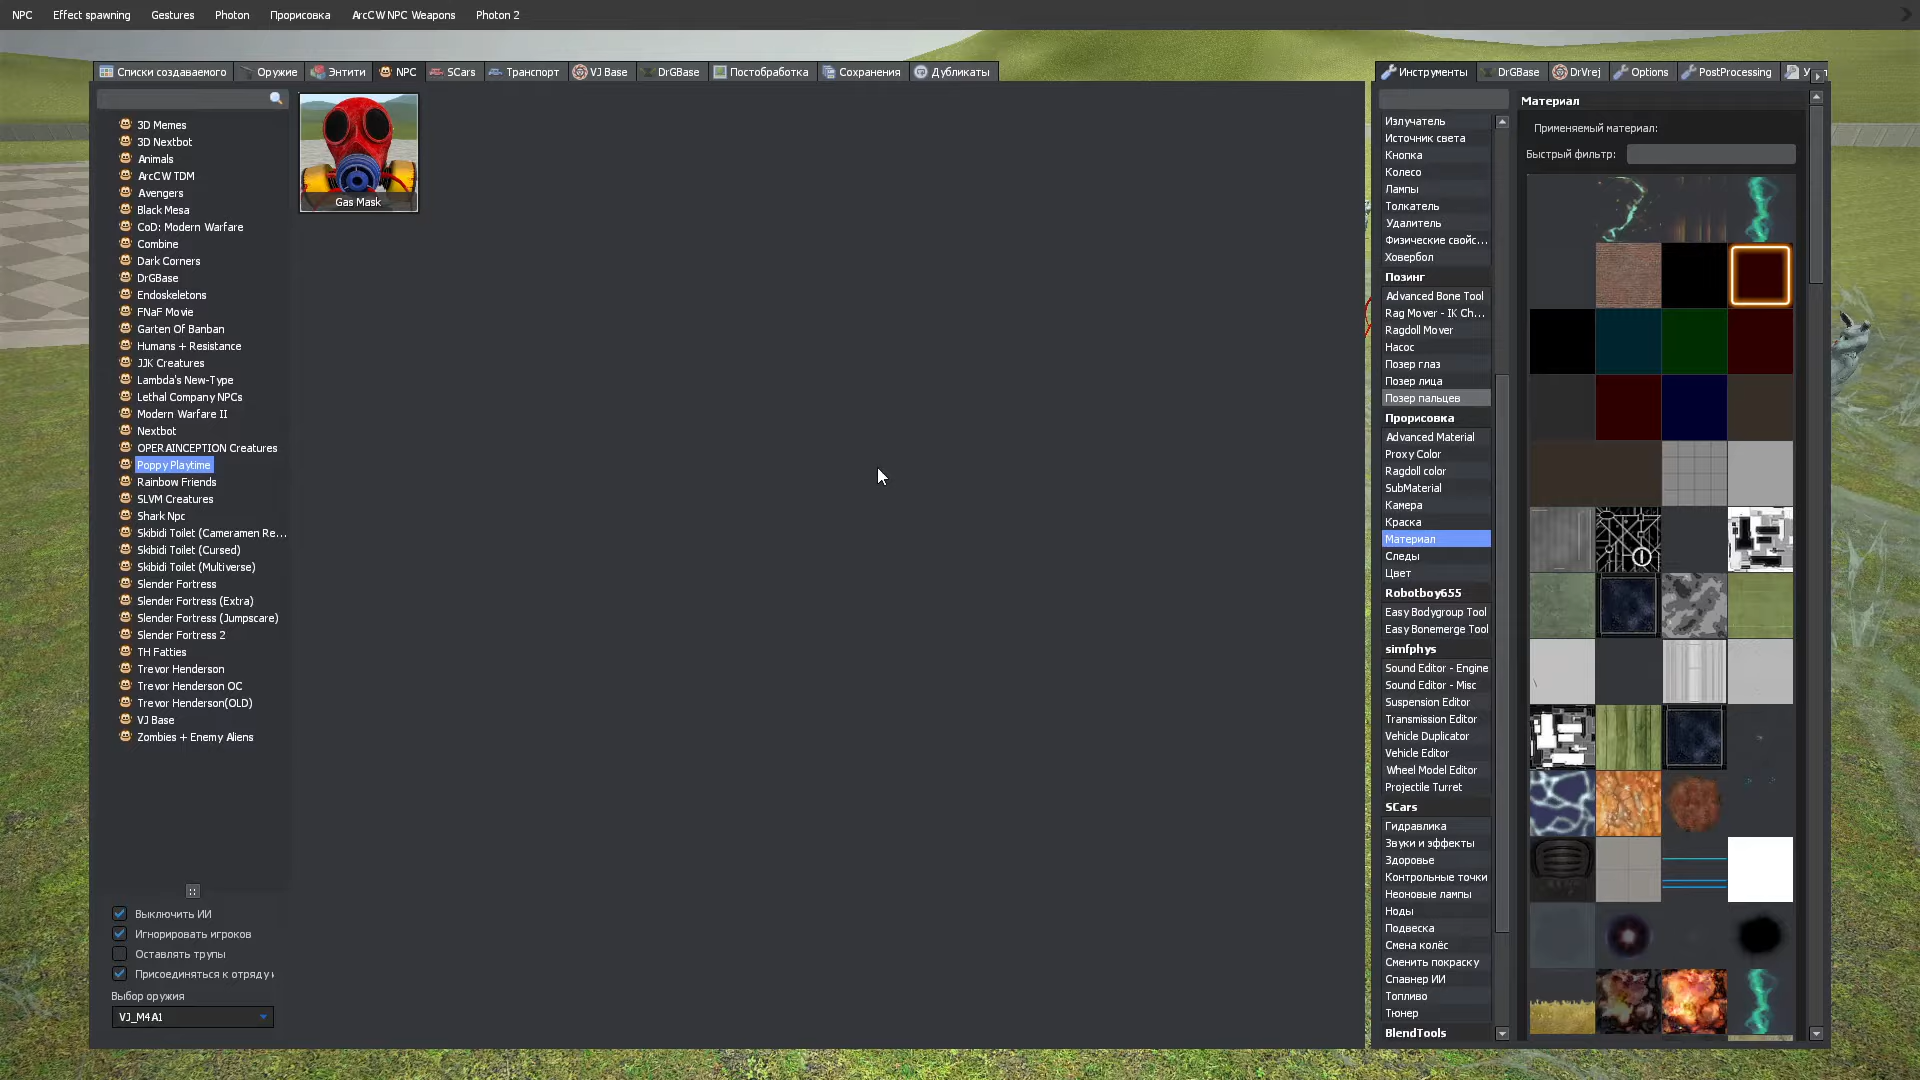 NPC Effect spawning Gestures Photon Прорисовка ArcCW NPC Weapons Photon 2
Списки создаваемого Оружие Энтити NPC SCars Транспорт VJ Base DrGBase Постобработка Сохранения Дубликаты
3D Memes
3D Nextbot
Animals
ArcCW TDM
Avengers
Black Mesa
CoD: Modern Warfare
Combine
Dark Corners
DrGBase
Endoskeletons
FNaF Movie
Garten Of Banban
Humans + Resistance
JJK Creatures
Lambda's New-Type
Lethal Company NPCs
Modern Warfare II
Nextbot
OPERAINCEPTION Creatures
Poppy Playtime
Rainbow Friends
SLVM Creatures
Shark Npc
Skibidi Toilet (Cameramen Re...
Skibidi Toilet (Cursed)
Skibidi Toilet (Multiverse)
Slender Fortress
Slender Fortress (Extra)
Slender Fortress (Jumpscare)
Slender Fortress 2
TH Fatties
Trevor Henderson
Trevor Henderson OC
Trevor Henderson(OLD)
VJ Base
Zombies + Enemy Aliens
Выключить ИИ
Игнорировать игроков
Оставлять трупы
Присоединяться к отряду
Выбор оружия
VJ_M4A1
Gas Mask
Инструменты DrGBase DrVrej Options PostProcessing
Излучатель
Источник света
Кнопка
Колесо
Лампы
Толкатель
Удалитель
Физические свойс...
Ховербол
Позинг
Advanced Bone Tool
Rag Mover - IK Ch...
Ragdoll Mover
Насос
Позер глаз
Позер лица
Позер пальцев
Прорисовка
Advanced Material
Proxy Color
Ragdoll color
SubMaterial
Камера
Краска
Материал
Следы
Цвет
Robotboy655
Easy Bodygroup Tool
Easy Bonemerge Tool
simfphys
Sound Editor - Engine
Sound Editor - Misc
Suspension Editor
Transmission Editor
Vehicle Duplicator
Vehicle Editor
Wheel Model Editor
Projectile Turret
SCars
Гидравлика
Звуки и эффекты
Здоровье
Контрольные точки
Неоновые лампы
Ноды
Подвеска
Смена колёс
Сменить покраску
Спавнер ИИ
Топливо
Тюнер
BlendTools
Материал
Применяемый материал:
Быстрый фильтр: